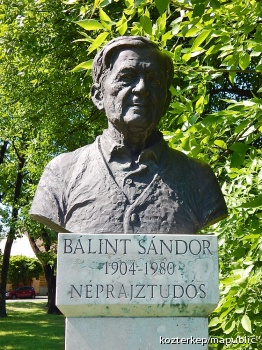 BÁLINT SÁNDOR
1904-1980
NÉPRAJZTUDÓS
kozterkep/mapublic